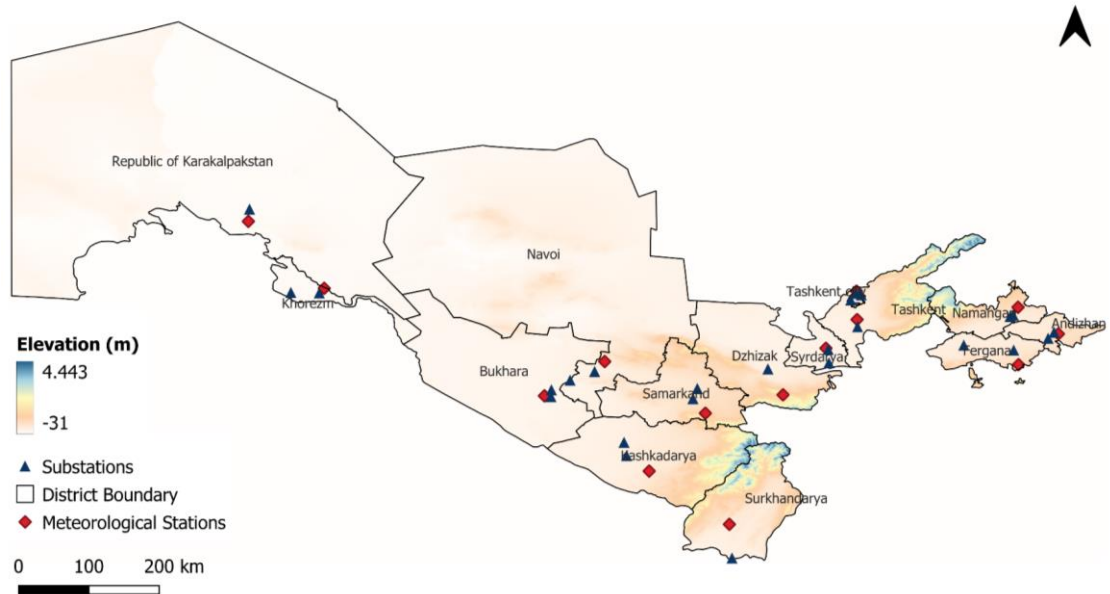 Republic of Karakalpakstan
Navoi
Khorezm
Tashkent
Tashkent
Namangan
Andizhan
Fergana
Dzhizak
Syrdarya
Bukhara
Samarkand
Kashkadarya
Surkhandarya
Elevation (m)
4.443
-31
Substations
District Boundary
Meteorological Stations
0 100 200 km